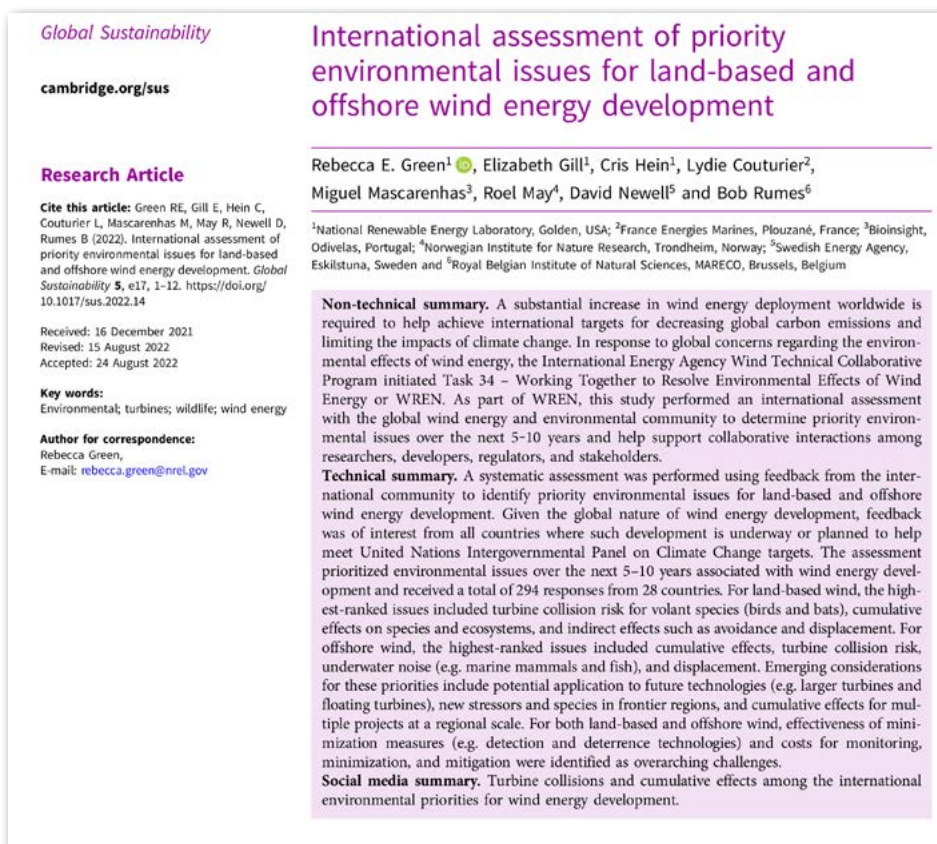 Global Sustainability
cambridge.org/sus
Research Article
Cite this article: Green RE, Gill E, Hein C,
Couturier L, Mascarenhas M, May R, Newell D,
Rumes B (2022). International assessment of
priority environmental issues for land-based
and offshore wind energy development. Global
Sustainability 5, e17, 1–12. https://doi.org/
10.1017/sus.2022.14
Received: 16 December 2021
Revised: 15 August 2022
Accepted: 24 August 2022
Key words:
Environmental; turbines; wildlife; wind energy
Author for correspondence:
Rebecca Green,
E-mail: rebecca.green@nrel.gov
International assessment of priority
environmental issues for land-based and
offshore wind energy development
Rebecca E. Green1 iD, Elizabeth Gill1, Cris Hein1, Lydie Couturier2,
Miguel Mascarenhas3, Roel May4, David Newell5 and Bob Rumes6
1National Renewable Energy Laboratory, Golden, USA; 2France Energies Marines, Plouzané, France; 3Bioinsight,
Odivelas, Portugal; 4Norwegian Institute for Nature Research, Trondheim, Norway; 5Swedish Energy Agency,
Eskilstuna, Sweden and 6Royal Belgian Institute of Natural Sciences, MARECO, Brussels, Belgium
Non-technical summary. A substantial increase in wind energy deployment worldwide is
required to help achieve international targets for decreasing global carbon emissions and
limiting the impacts of climate change. In response to global concerns regarding the environ-
mental effects of wind energy, the International Energy Agency Wind Technical Collaborative
Program initiated Task 34 – Working Together to Resolve Environmental Effects of Wind
Energy or WREN. As part of WREN, this study performed an international assessment
with the global wind energy and environmental community to determine priority environ-
mental issues over the next 5–10 years and help support collaborative interactions among
researchers, developers, regulators, and stakeholders.
Technical summary. A systematic assessment was performed using feedback from the inter-
national community to identify priority environmental issues for land-based and offshore
wind energy development. Given the global nature of wind energy development, feedback
was of interest from all countries where such development is underway or planned to help
meet United Nations Intergovernmental Panel on Climate Change targets. The assessment
prioritized environmental issues over the next 5–10 years associated with wind energy devel-
opment and received a total of 294 responses from 28 countries. For land-based wind, the high-
est-ranked issues included turbine collision risk for volant species (birds and bats), cumulative
effects on species and ecosystems, and indirect effects such as avoidance and displacement. For
offshore wind, the highest-ranked issues included cumulative effects, turbine collision risk,
underwater noise (e.g. marine mammals and fish), and displacement. Emerging considerations
for these priorities include potential application to future technologies (e.g. larger turbines and
floating turbines), new stressors and species in frontier regions, and cumulative effects for mul-
tiple projects at a regional scale. For both land-based and offshore wind, effectiveness of mini-
mization measures (e.g. detection and deterrence technologies) and costs for monitoring,
minimization, and mitigation were identified as overarching challenges.
Social media summary. Turbine collisions and cumulative effects among the international
environmental priorities for wind energy development.